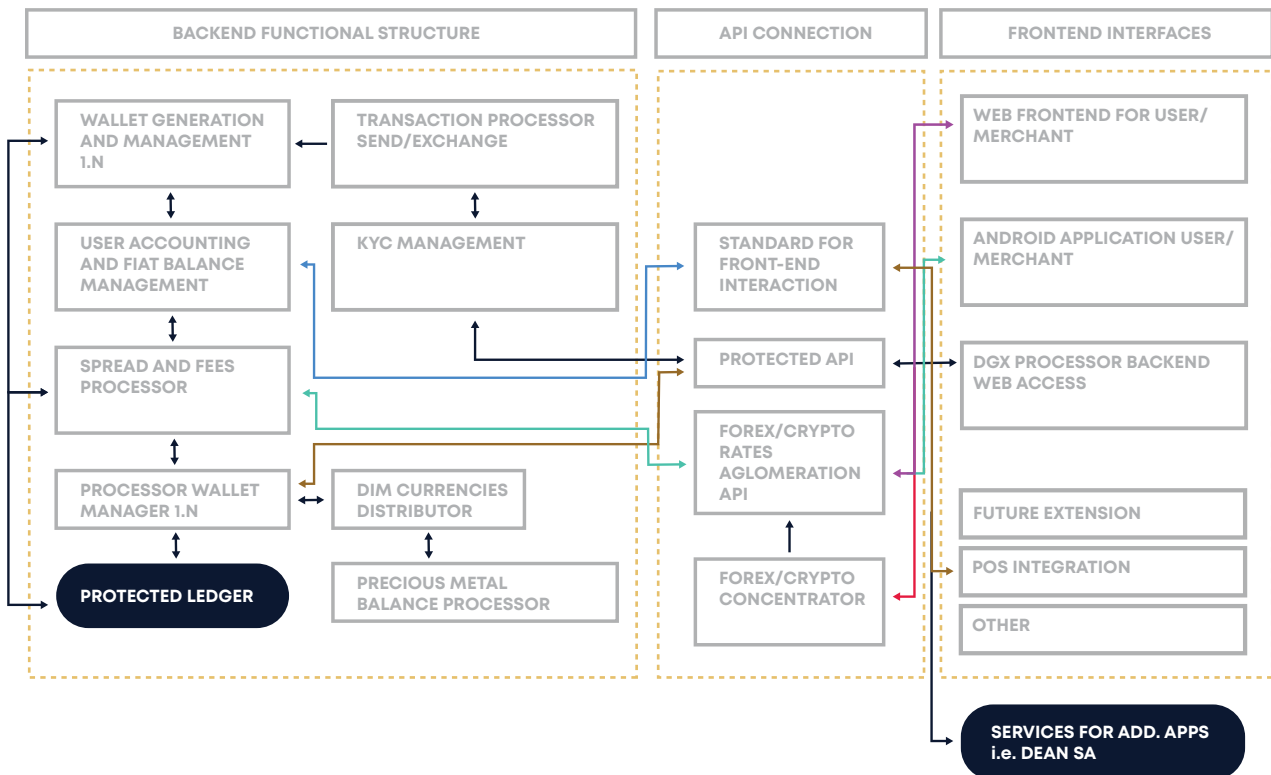 BACKEND FUNCTIONAL STRUCTURE
API CONNECTION
FRONTEND INTERFACES
WALLET GENERATION
AND MANAGEMENT
1.N
TRANSACTION PROCESSOR
SEND/EXCHANGE
USER ACCOUNTING
AND FIAT BALANCE
MANAGEMENT
KYC MANAGEMENT
SPREAD AND FEES
PROCESSOR
PROCESSOR WALLET
MANAGER 1.N
DIM CURRENCIES
DISTRIBUTOR
PROTECTED LEDGER
PRECIOUS METAL
BALANCE PROCESSOR
STANDARD FOR
FRONT-END
INTERACTION
PROTECTED API
FOREX/CRYPTO
RATES
AGLOMERATION
API
FOREX/CRYPTO
CONCENTRATOR
WEB FRONTEND FOR USER/
MERCHANT
ANDROID APPLICATION USER/
MERCHANT
DGX PROCESSOR BACKEND
WEB ACCESS
FUTURE EXTENSION
POS INTEGRATION
OTHER
SERVICES FOR ADD. APPS
i.e. DEAN SA